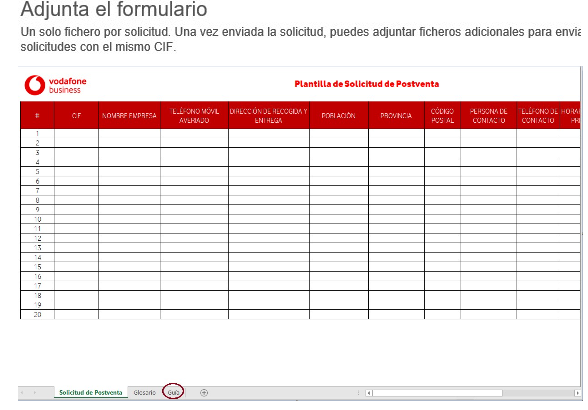 Adjunta el formulario
Un solo fichero por solicitud. Una vez enviada la solicitud, puedes adjuntar ficheros adicionales para envia
solicitudes con el mismo CIF.
vodafone
business
Plantilla de Solicitud de Postventa
# CIF NOMBRE EMPRESA TELÉFONO MÓVIL AVERIADO DIRECCIÓN DE RECOGIDA Y ENTREGA POBLACIÓN PROVINCIA CÓDIGO POSTAL PERSONA DE CONTACTO TELÉFONO DE CONTACTO HORA PR
1
2
3
4
5
6
7
8
9
10
11
12
13
14
15
16
17
18
19
20
Solicitud de Postventa Glosario Guía